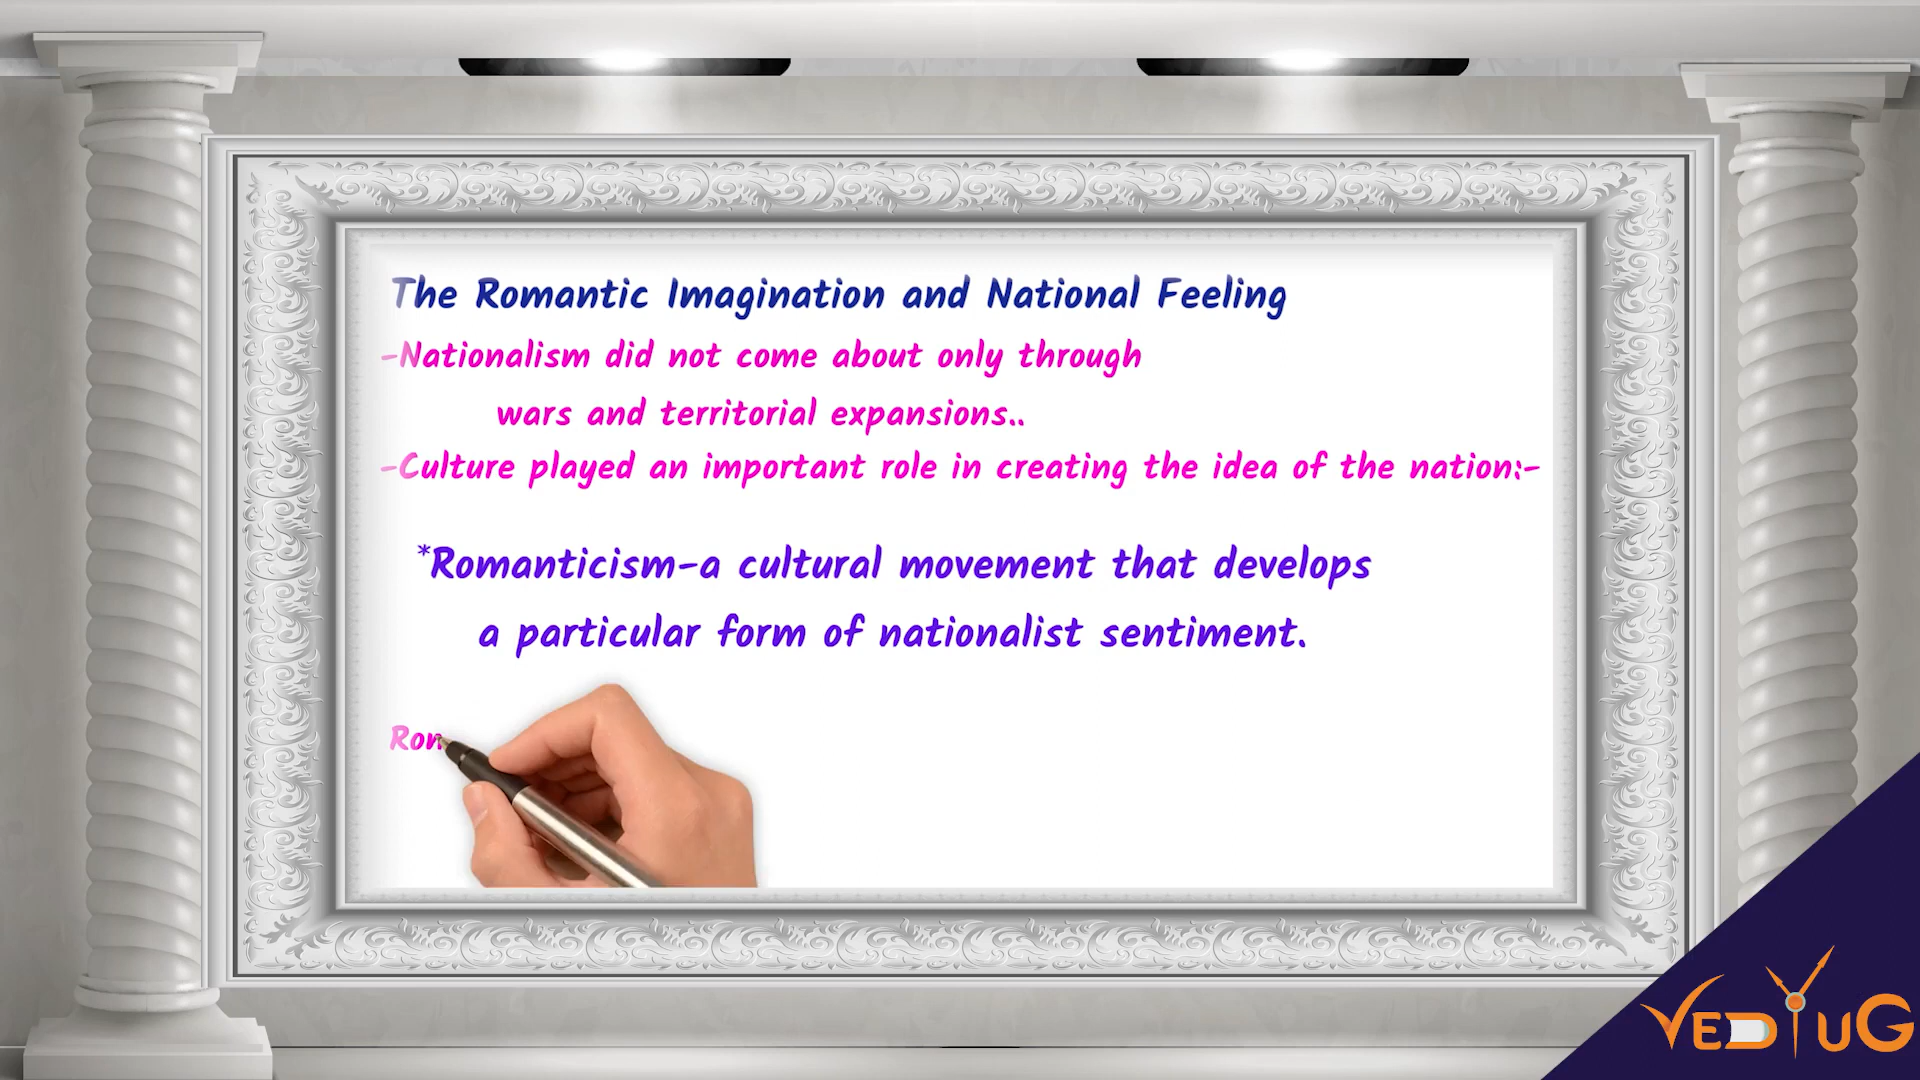 The Romantic Imagination and National Feeling
-Nationalism did not come about only through
wars and territorial expansions..
-Culture played an important role in creating the idea of the nation:-
*Romanticism-a cultural movement that develops
a particular form of nationalist sentiment.
Rom
VEDYUG